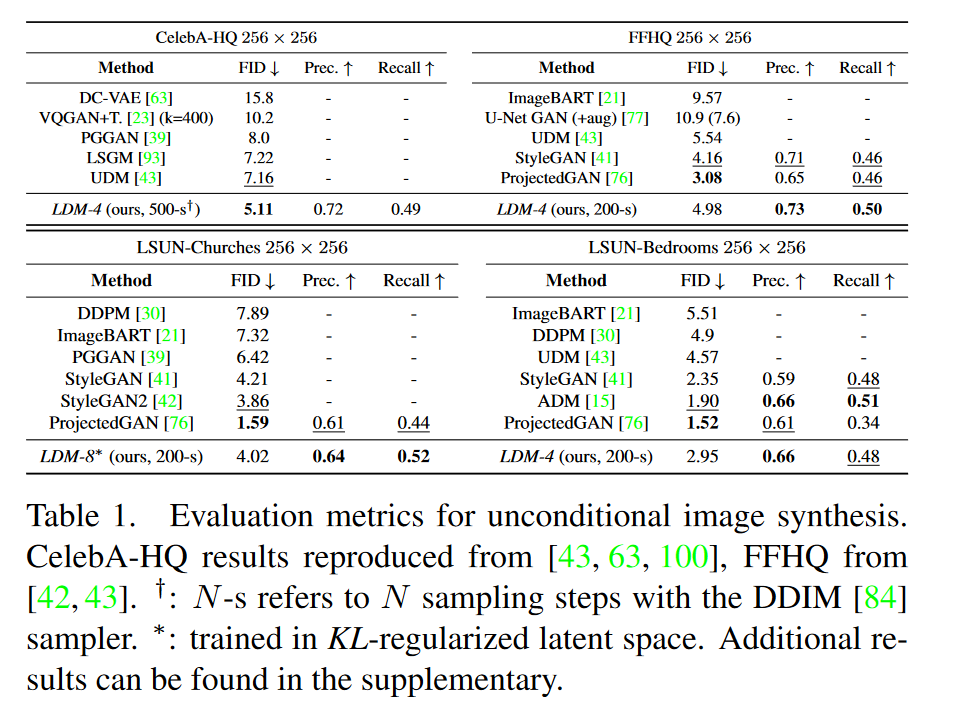 CelebA-HQ 256 × 256
Method FID ↓ Prec. ↑ Recall ↑
DC-VAE [63] 15.8 - -
VQGAN+T. [23] (k=400) 10.2 - -
PGGAN [39] 8.0 - -
LSGM [93] 7.22 - -
UDM [43] 7.16 - -
LDM-4 (ours, 500-s†) 5.11 0.72 0.49
FFHQ 256 × 256
Method FID ↓ Prec. ↑ Recall ↑
ImageBART [21] 9.57 - -
U-Net GAN (+aug) [77] 10.9 (7.6) - -
UDM [43] 5.54 - -
StyleGAN [41] 4.16 0.71 0.46
ProjectedGAN [76] 3.08 0.65 0.46
LDM-4 (ours, 200-s) 4.98 0.73 0.50
LSUN-Churches 256 × 256
Method FID ↓ Prec. ↑ Recall ↑
DDPM [30] 7.89 - -
ImageBART [21] 7.32 - -
PGGAN [39] 6.42 - -
StyleGAN [41] 4.21 - -
StyleGAN2 [42] 3.86 - -
ProjectedGAN [76] 1.59 0.61 0.44
LDM-8* (ours, 200-s) 4.02 0.64 0.52
LSUN-Bedrooms 256 × 256
Method FID ↓ Prec. ↑ Recall ↑
ImageBART [21] 5.51 - -
DDPM [30] 4.9 - -
UDM [43] 4.57 - -
StyleGAN [41] 2.35 0.59 0.48
ADM [15] 1.90 0.66 0.51
ProjectedGAN [76] 1.52 0.61 0.34
LDM-4 (ours, 200-s) 2.95 0.66 0.48
Table 1. Evaluation metrics for unconditional image synthesis.
CelebA-HQ results reproduced from [43, 63, 100], FFHQ from
[42, 43]. †: N-s refers to N sampling steps with the DDIM [84]
sampler. *: trained in KL-regularized latent space. Additional re-
sults can be found in the supplementary.